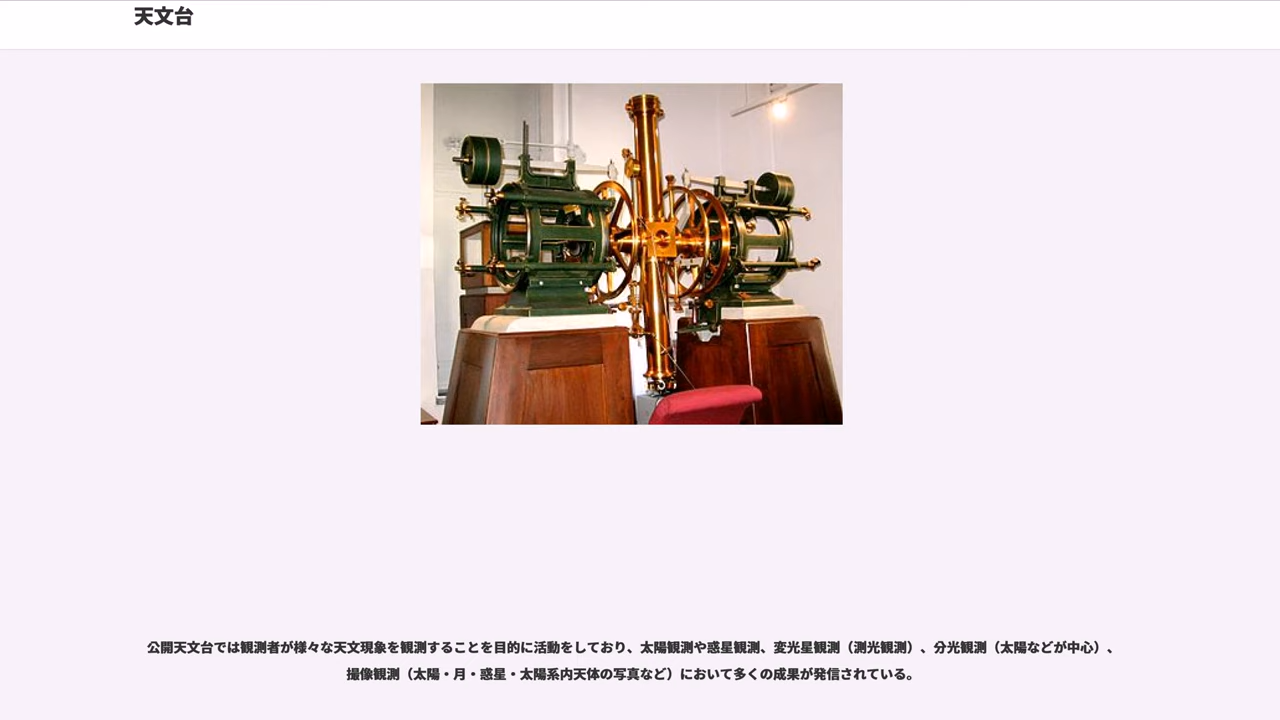 天文台
公開天文台では観測者が様々な天文現象を観測することを目的に活動をしており、太陽観測や惑星観測、変光星観測（測光観測）、分光観測（太陽などが中心）、
撮像観測（太陽・月・惑星・太陽系内天体の写真など）において多くの成果が発信されている。